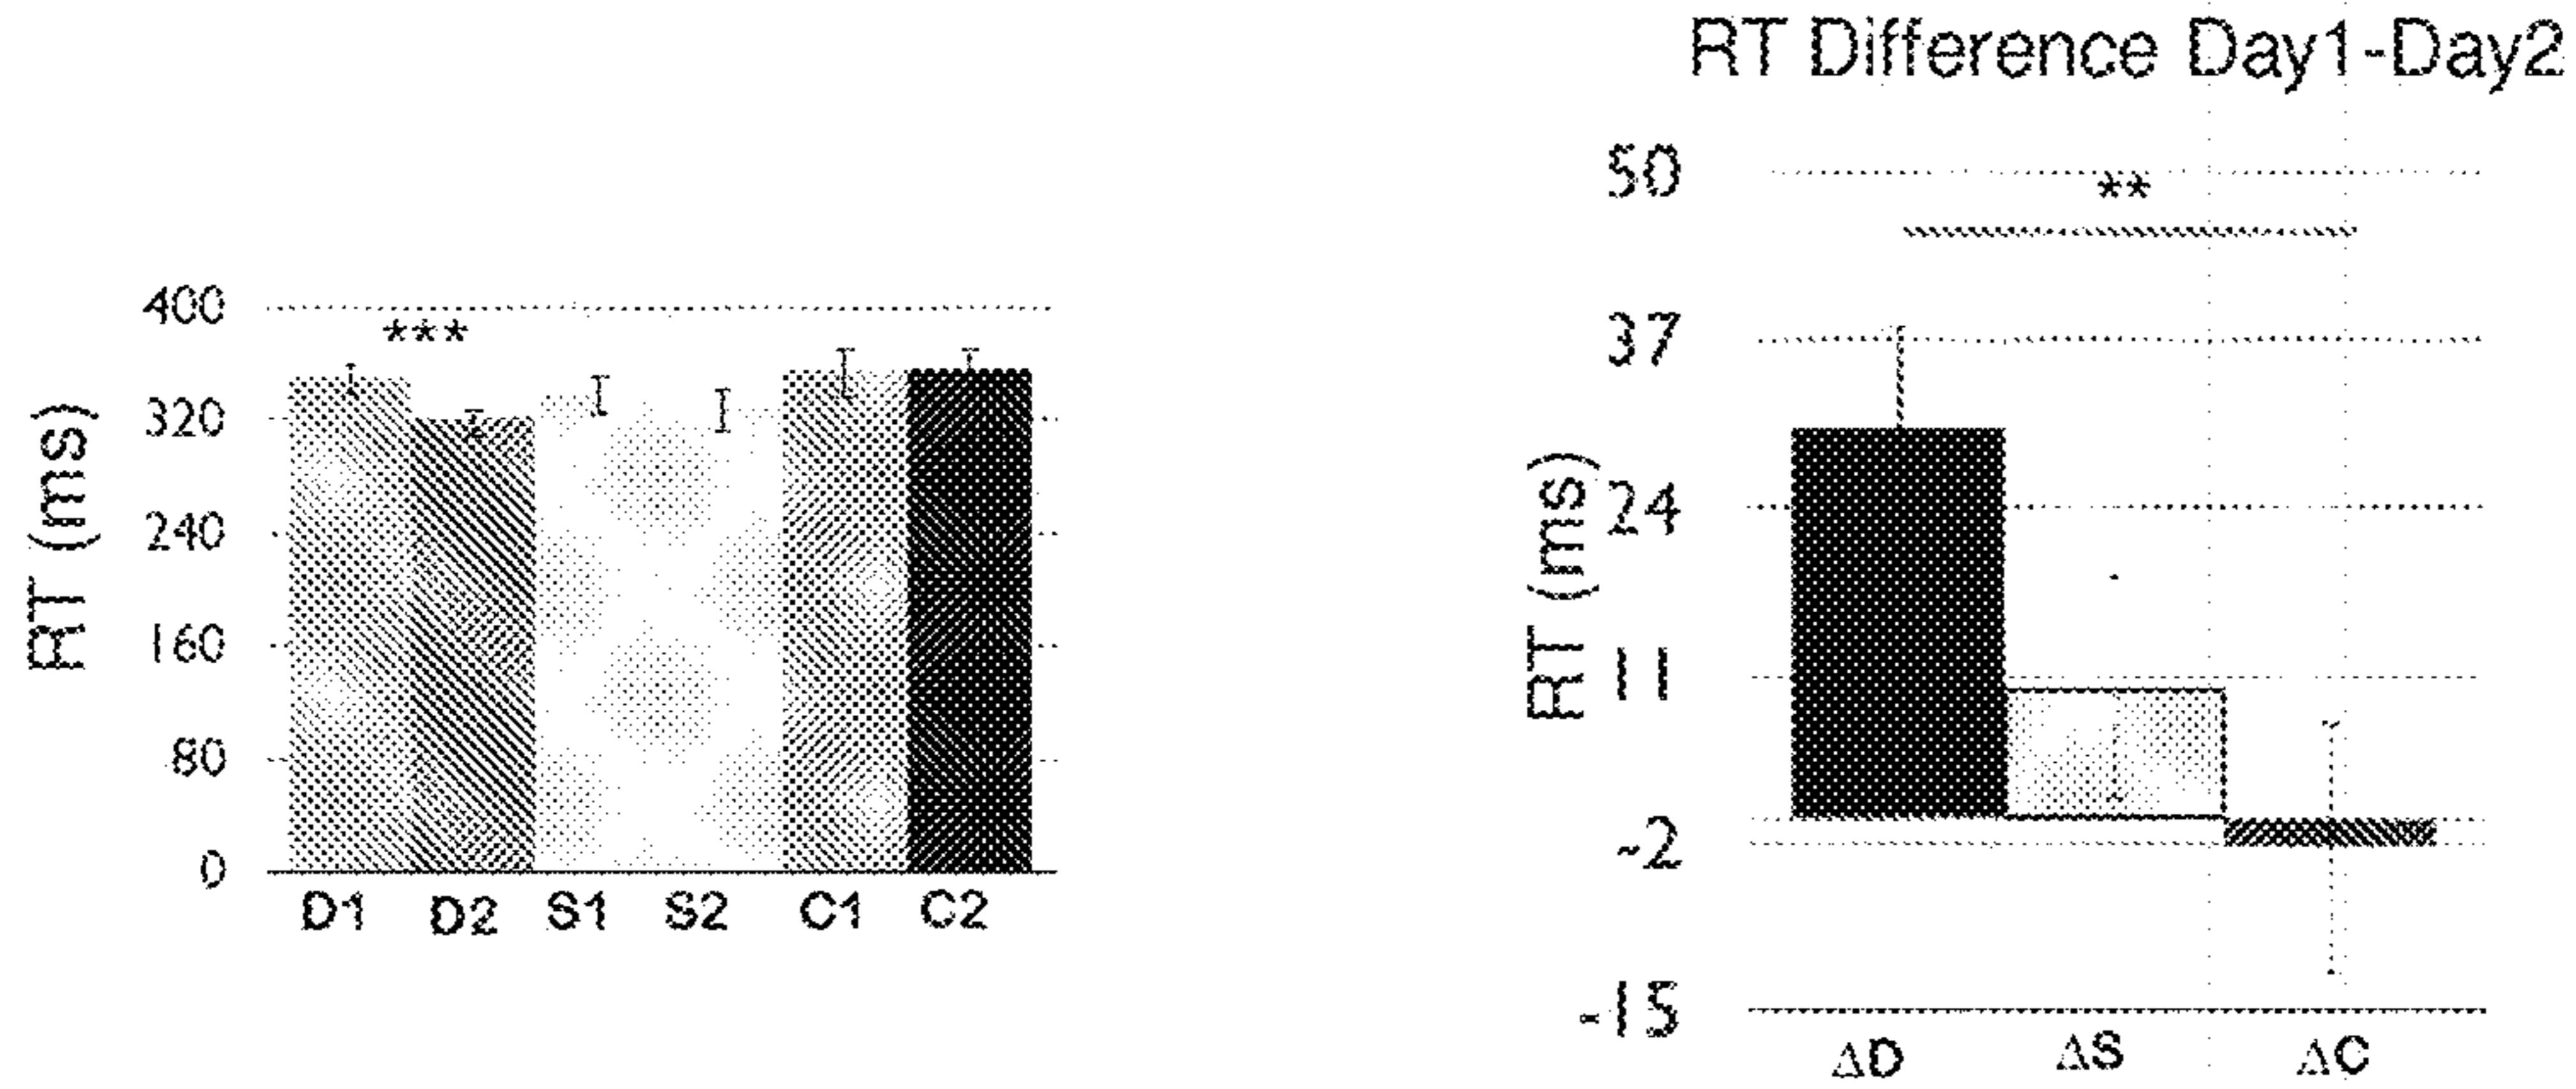 RT (ms)
400
320
240
160
80
0
***
D1 D2 S1 S2 C1 C2
RT Difference Day1-Day2
RT (ms)
50
37
24
11
-2
-15
**
ΔD ΔS ΔC